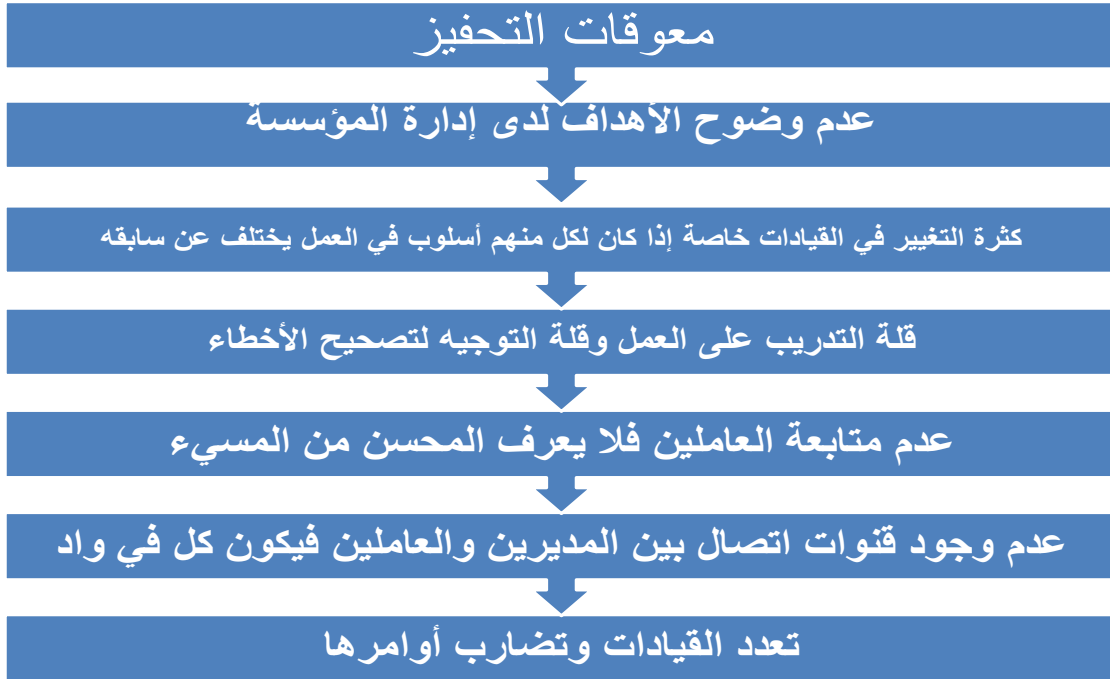 معوقات التحفيز
عدم وضوح الأهداف لدى إدارة المؤسسة
كثرة التغيير في القيادات خاصة إذا كان لكل منهم أسلوب في العمل يختلف عن سابقه
قلة التدريب على العمل وقلة التوجيه لتصحيح الأخطاء
عدم متابعة العاملين فلا يعرف المحسن من المسيء
عدم وجود قنوات اتصال بين المديرين والعاملين فيكون كل في واد
تعدد القيادات وتضارب أوامرها